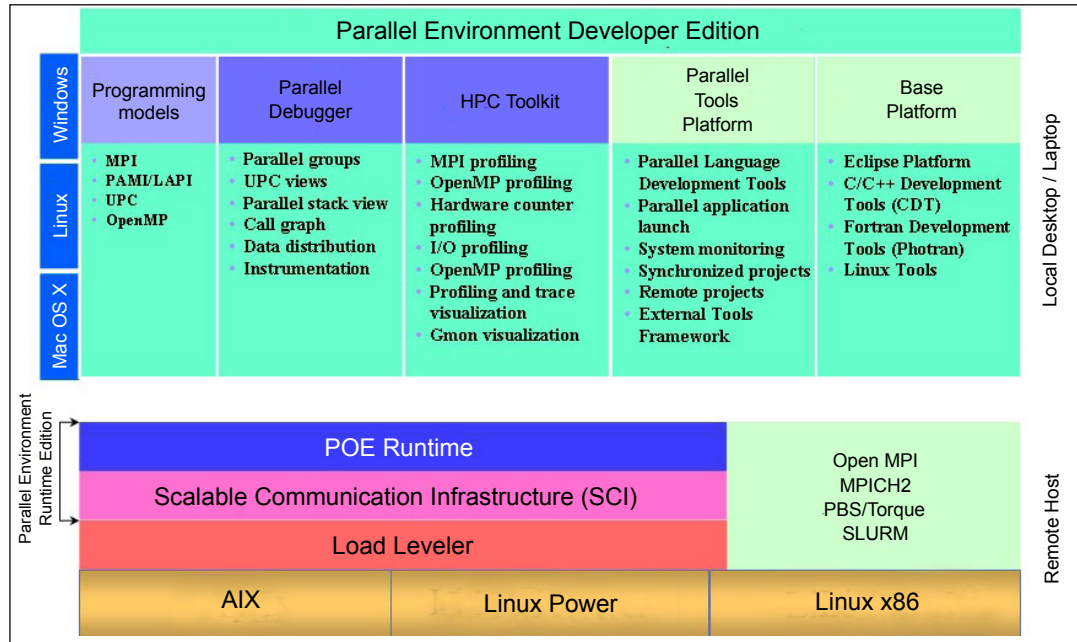 Parallel Environment Developer Edition
Windows
Linux
Mac OS X
Programming
models
MPI
PAMI/LAPI
UPC
OpenMP
Parallel
Debugger
Parallel groups
UPC views
Parallel stack view
Call graph
Data distribution
Instrumentation
HPC Toolkit
MPI profiling
OpenMP profiling
Hardware counter
profiling
I/O profiling
OpenMP profiling
Profiling and trace
visualization
Gmon visualization
Parallel
Tools
Platform
Parallel Language
Development Tools
Parallel application
launch
System monitoring
Synchronized projects
Remote projects
External Tools
Framework
Base
Platform
Eclipse Platform
C/C++ Development
Tools (CDT)
Fortran Development
Tools (Photran)
Linux Tools
Local Desktop / Laptop
Parallel Environment
Runtime Edition
POE Runtime
Scalable Communication Infrastructure (SCI)
Load Leveler
Open MPI
MPICH2
PBS/Torque
SLURM
AIX
Linux Power
Linux x86
Remote Host